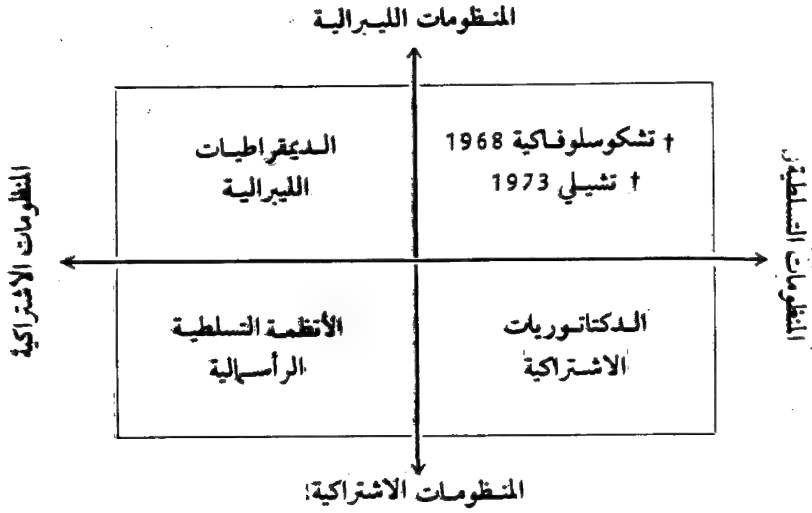 المنظومات الليبرالية
† تشكوسلوفاكية 1968
† تشيلي 1973
الديمقراطيات
الليبرالية
المنظومات التسلطية
المنظومات الاشتراكية
الدكتاتوريات
الاشتراكية
الأنظمة التسلطية
الرأسمالية
المنظومات الاشتراكية